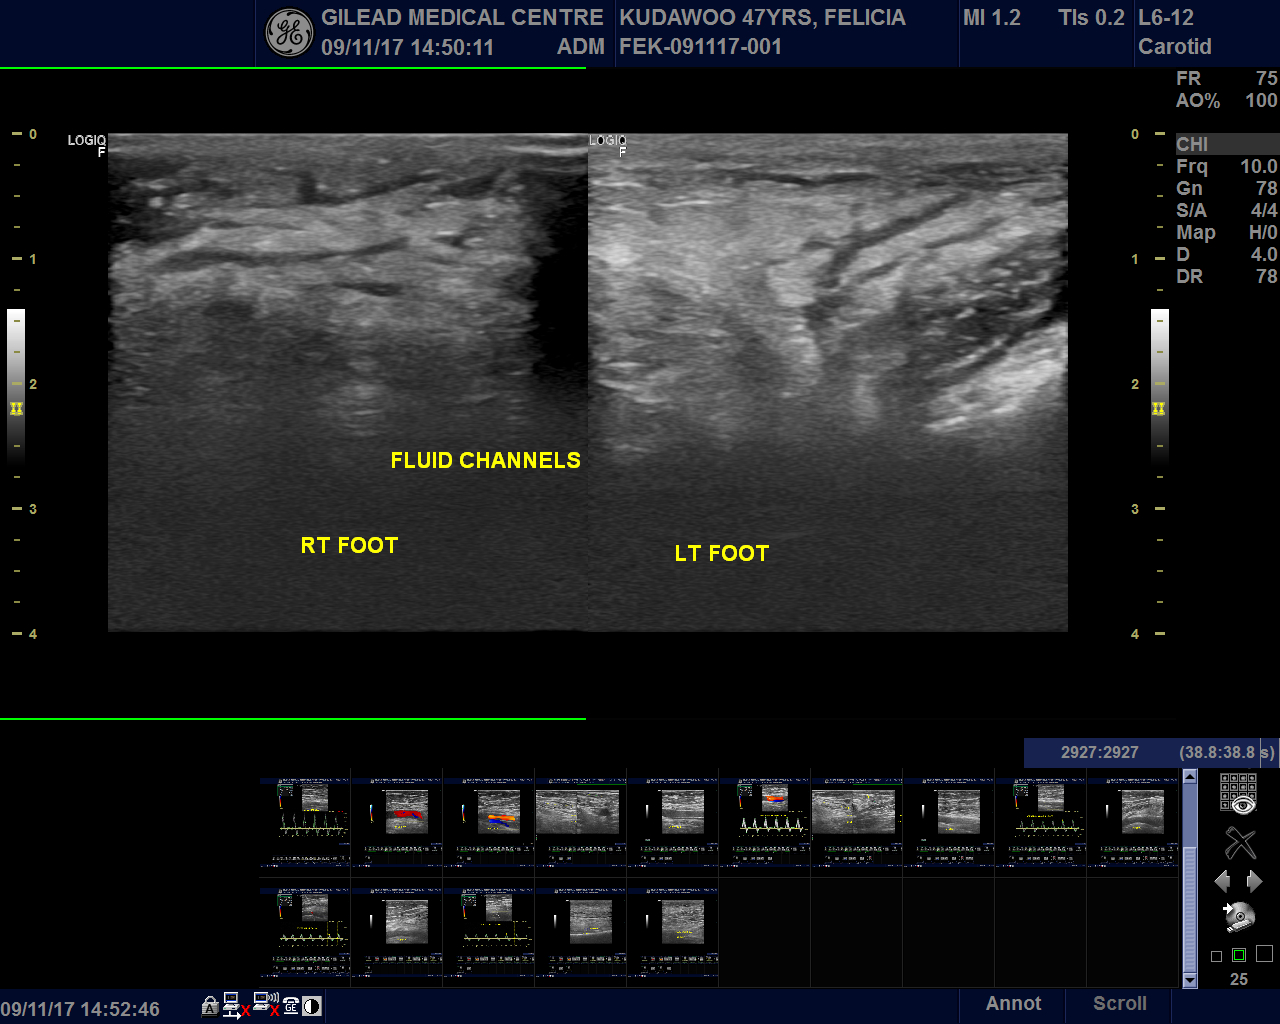 GILEAD MEDICAL CENTRE
09/11/17 14:50:11 ADM
KUDAWOO 47YRS, FELICIA
FEK-091117-001
MI 1.2 TIs 0.2
L6-12
Carotid
FR 75
AO% 100
CHI
Frq 10.0
Gn 78
S/A 4/4
Map H/0
D 4.0
DR 78
LOGIQ
F
LOGIQ
F
0
1
2
3
4
0
1
2
3
4
FLUID CHANNELS
RT FOOT
LT FOOT
2927:2927 (38.8:38.8 s)
25
09/11/17 14:52:46
A
GE
Annot
Scroll